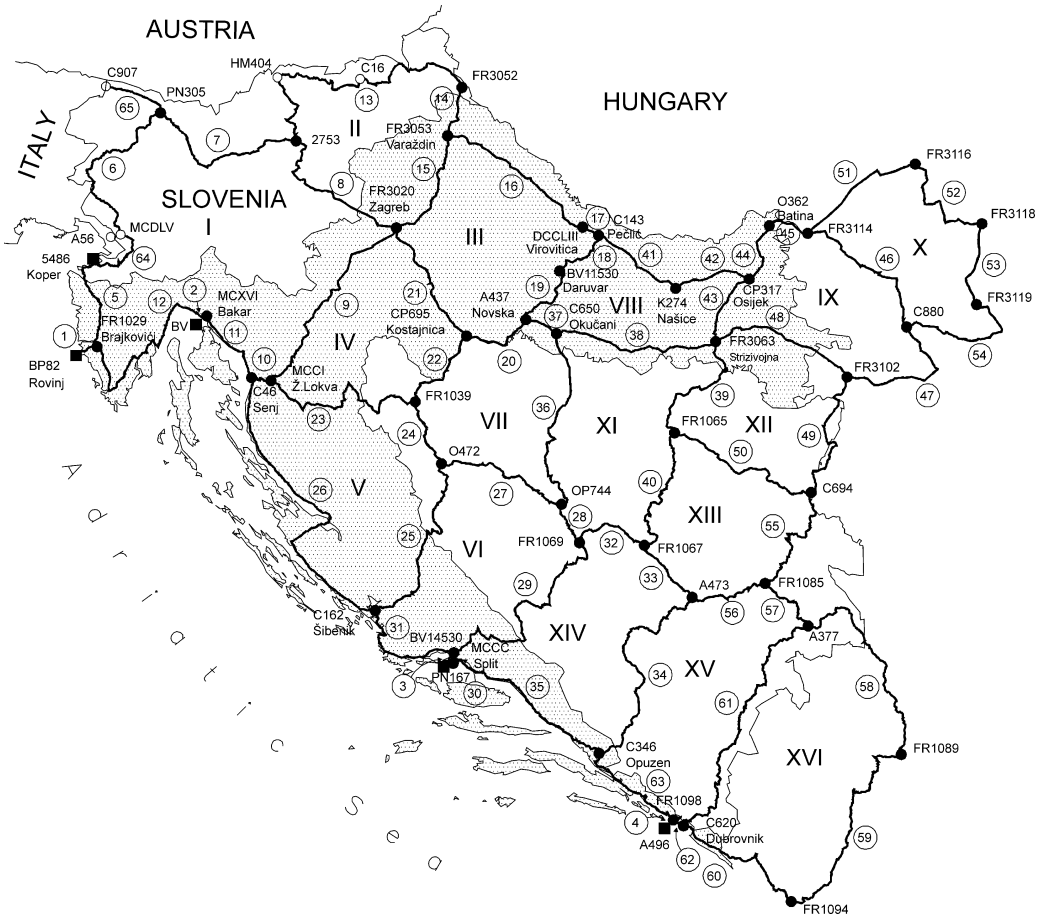 AUSTRIA
HM404
C16
C907
FR3052
PN305
65
13
14
HUNGARY
ITALY
7
II
FR3053
Varaždin
2753
6
51
FR3116
8
15
16
52
SLOVENIA
I
FR3020
Zagreb
O362
Batina
FR3118
MCDLV
A56
III
DCCLIII
Virovitica
17
C143
Pečlić
45
FR3114
X
5486
Koper
64
18
41
42
44
46
53
5
2
MCXVI
Bakar
9
21
19
BV11530
Daruvar
CP317
Osijek
IX
12
A437
Novska
C650
Okučani
VIII
K274
Našice
43
FR3119
1
FR1029
Brajkovići
BV
11
CP695
Kostajnica
37
38
48
C880
BP82
Rovinj
10
IV
22
20
FR3063
Strizivojna
54
MCCI
Ž.Lokva
C46
Senj
FR1039
39
FR3102
47
23
24
VII
36
XI
FR1065
XII
49
O472
50
V
26
27
40
C694
OP744
28
XIII
25
VI
FR1069
32
FR1067
55
33
29
A473
FR1085
56
57
C162
Šibenik
31
BV14530
XIV
A377
MCCC
Split
3
PN167
30
35
34
XV
58
61
C346
Opuzen
FR1089
XVI
63
FR1098
4
C620
Dubrovnik
A496
62
60
59
FR1094
Adriatic Sea